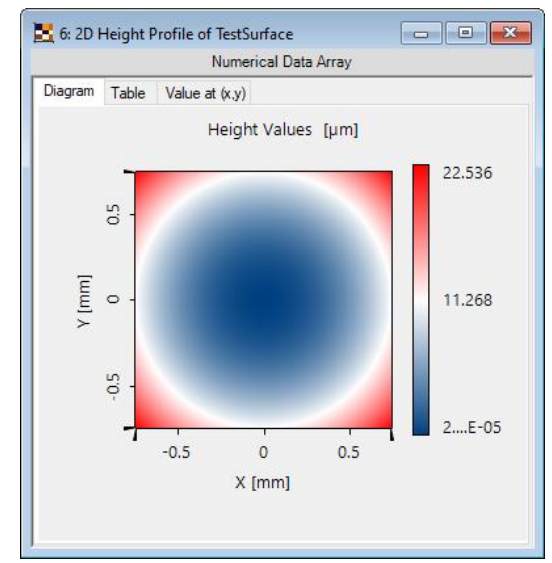 6: 2D Height Profile of TestSurface
Numerical Data Array
Diagram Table Value at (x,y)
Height Values [µm]
22.536
0.5
11.268
0
Y [mm]
-0.5
2....E-05
-0.5 0 0.5
X [mm]